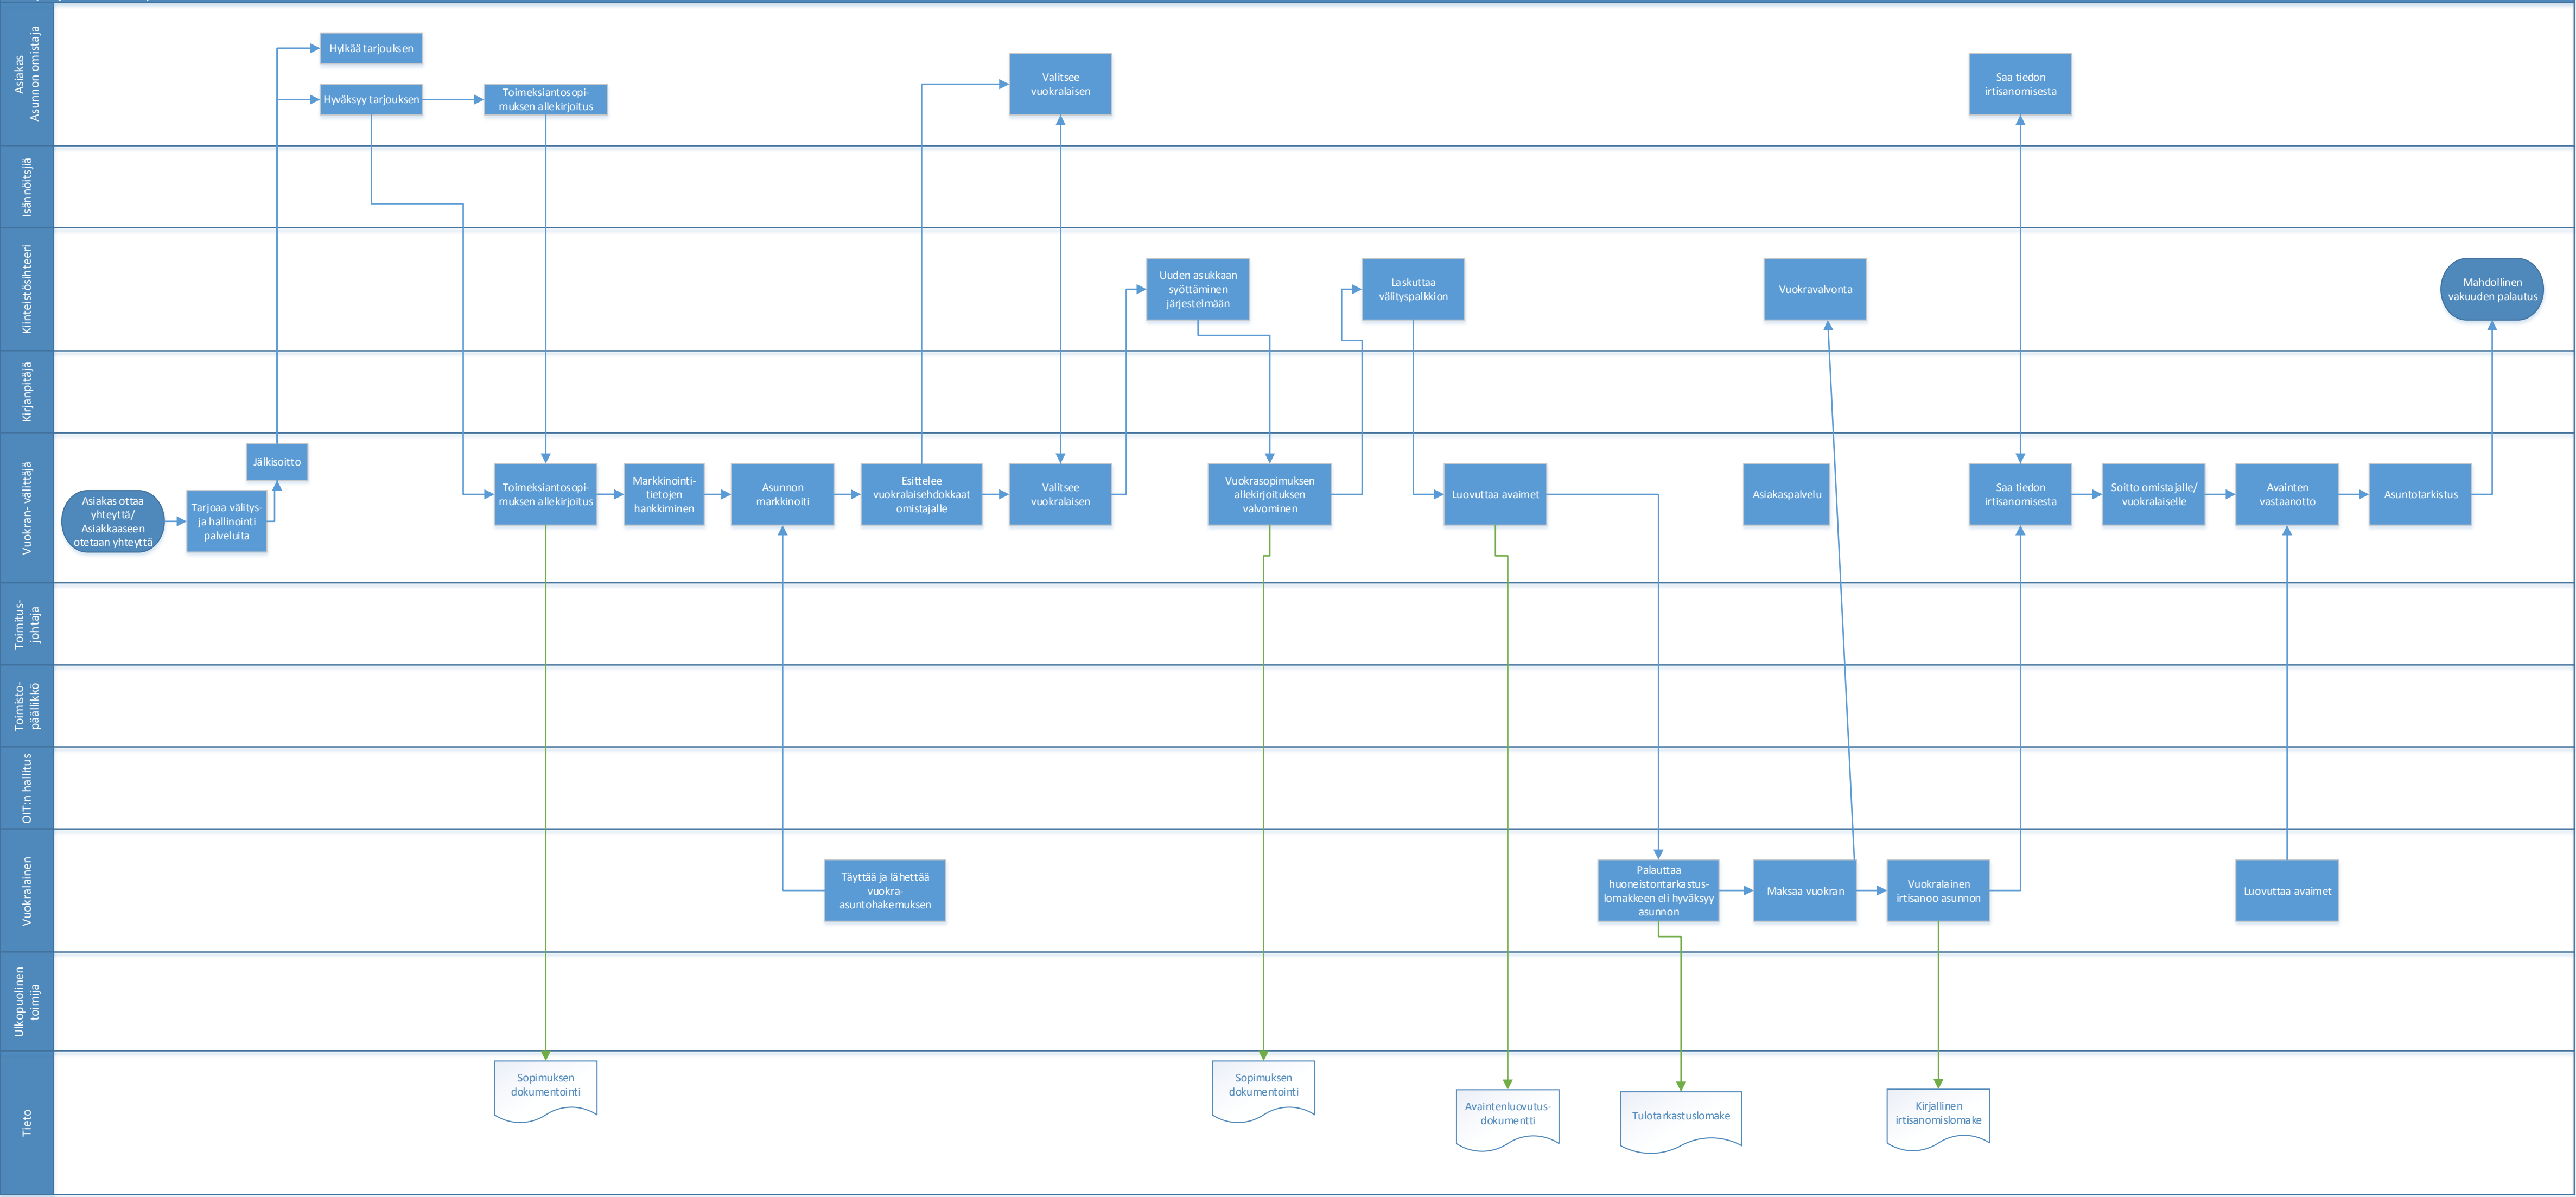 Asiakas
Asunnon omistaja
Hylkää tarjouksen
Hyväksyy tarjouksen
Toimeksiantosopi-
muksen allekirjoitus
Valitsee
vuokralaisen
Saa tiedon
irtisanomisesta
Isännöitsjiä
Kiinteistösihteeri
Uuden asukkaan
syöttäminen
järjestelmään
Laskuttaa
välityspalkkion
Vuokravalvonta
Mahdollinen
vakuuden palautus
Kirjanpitäjä
Vuokran- välittäjä
Asiakas ottaa
yhteyttä/
Asiakkaaseen
otetaan yhteyttä
Tarjoaa välitys-
ja hallinointi
palveluita
Jälkisoitto
Toimeksiantosopi-
muksen allekirjoitus
Markkinointi-
tietojen
hankkiminen
Asunnon
markkinoiti
Esittelee
vuokralaisehdokkaat
omistajalle
Valitsee
vuokralaisen
Vuokrasopimuksen
allekirjoituksen
valvominen
Luovuttaa avaimet
Asiakaspalvelu
Saa tiedon
irtisanomisesta
Soitto omistajalle/
vuokralaiselle
Avainten
vastaanotto
Asuntotarkistus
Toimitus-
johtaja
Toimisto-
päällikkö
OIT:n hallitus
Vuokralainen
Täyttää ja lähettää
vuokra-
asuntohakemuksen
Palauttaa
huoneistontarkastus-
lomakkeen eli hyväksyy
asunnon
Maksaa vuokran
Vuokralainen
irtisanoo asunnon
Luovuttaa avaimet
Ulkopuolinen
toimija
Tieto
Sopimuksen
dokumentointi
Sopimuksen
dokumentointi
Avaintenluovutus-
dokumentti
Tulotarkastuslomake
Kirjallinen
irtisanomislomake